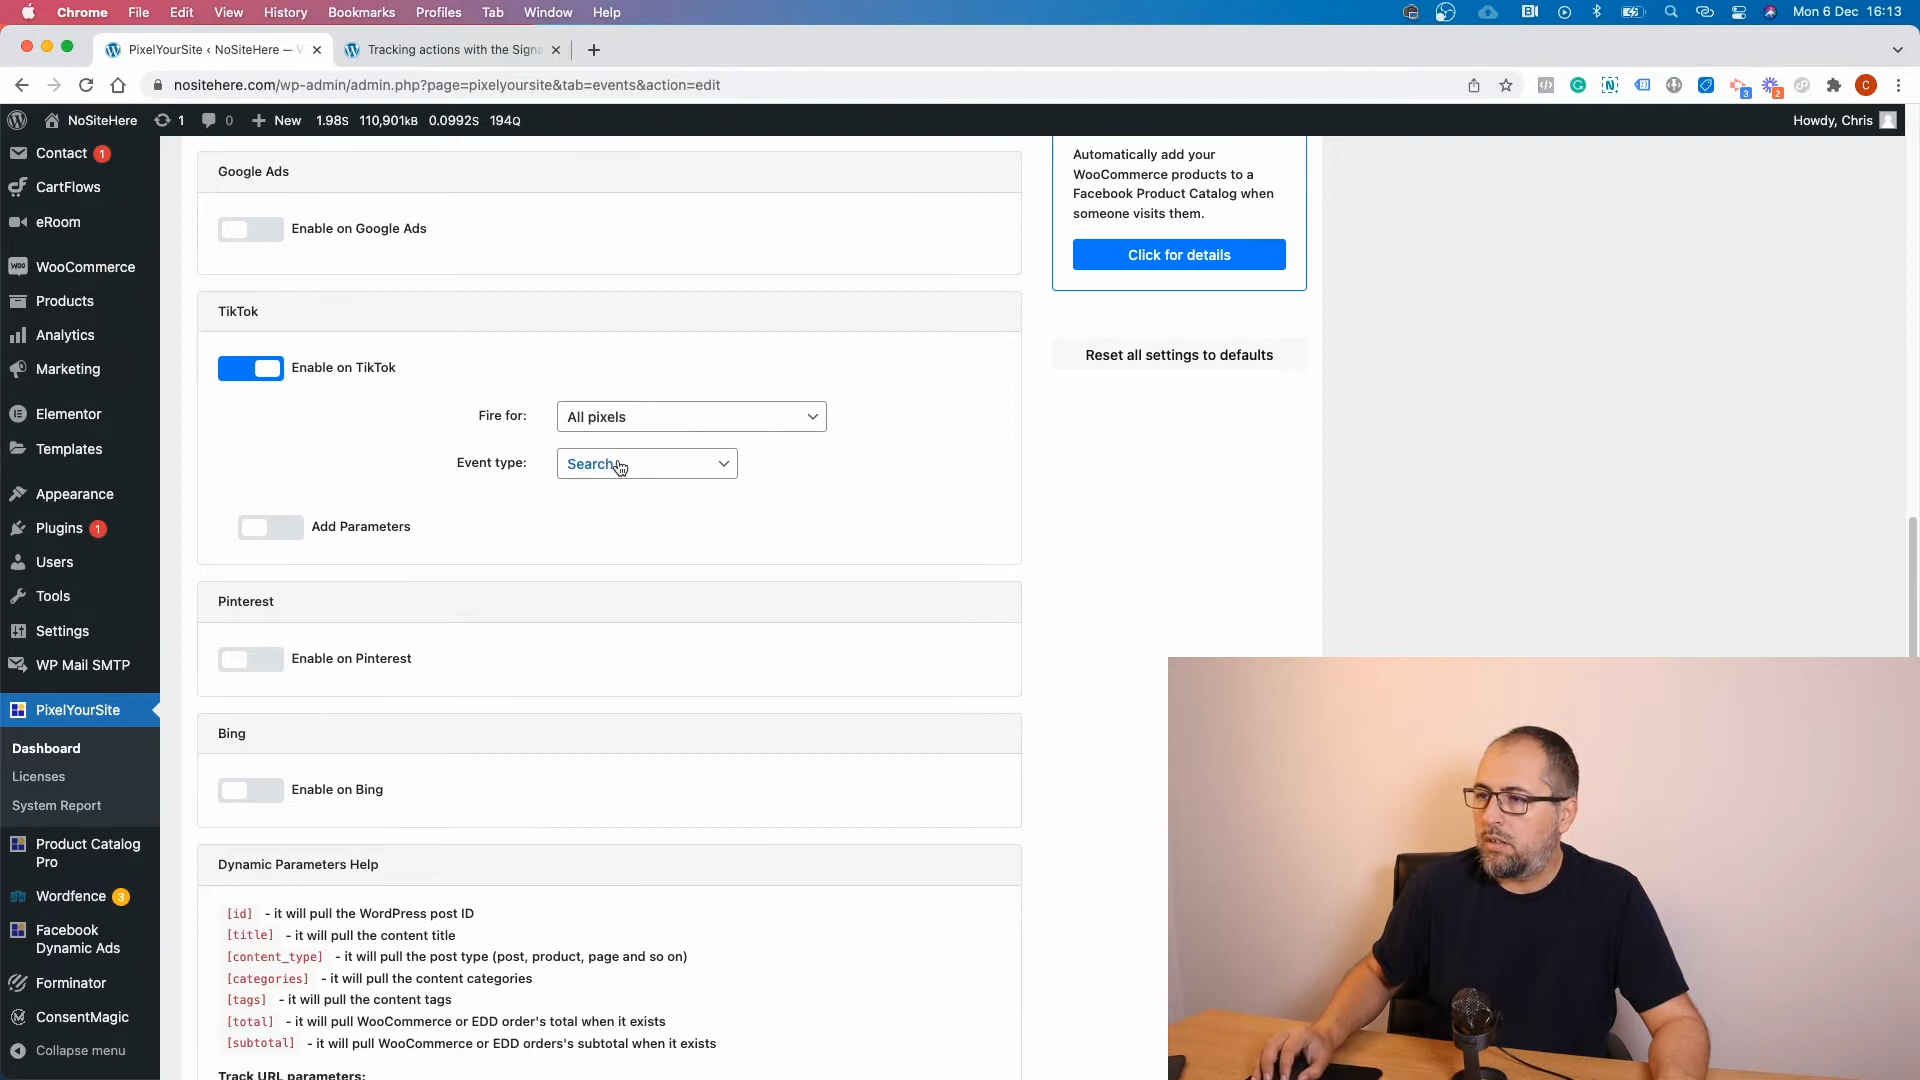 Chrome File Edit View History Bookmarks Profiles Tab Window Help Mon 6 Dec 16:13
PixelYourSite ‹ NoSiteHere — Tracking actions with the Signa
nositehere.com/wp-admin/admin.php?page=pixelyoursite&tab=events&action=edit C 3 2
NoSiteHere 1 0 New 1.98S 110,901kB 0.0992S 194Q Howdy, Chris
Contact 1
CartFlows
eRoom
WooCommerce
Products
Analytics
Marketing
Elementor
Templates
Appearance
Plugins 1
Users
Tools
Settings
WP Mail SMTP
PixelYourSite
Dashboard
Licenses
System Report
Product Catalog
Pro
Wordfence 3
Facebook
Dynamic Ads
Forminator
ConsentMagic
Collapse menu
Google Ads
Enable on Google Ads
TikTok
Enable on TikTok
Fire for: All pixels
Event type: Search
Add Parameters
Pinterest
Enable on Pinterest
Bing
Enable on Bing
Dynamic Parameters Help
[id] - it will pull the WordPress post ID
[title] - it will pull the content title
[content_type] - it will pull the post type (post, product, page and so on)
[categories] - it will pull the content categories
[tags] - it will pull the content tags
[total] - it will pull WooCommerce or EDD order's total when it exists
[subtotal] - it will pull WooCommerce or EDD orders's subtotal when it exists
Track URL parameters:
Automatically add your
WooCommerce products to a
Facebook Product Catalog when
someone visits them.
Click for details
Reset all settings to defaults